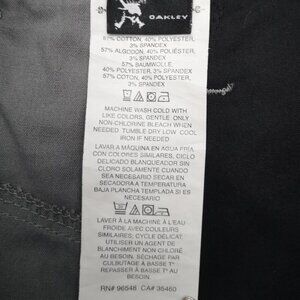 OAKLEY
57% COTTON, 40% POLYESTER,
3% SPANDEX
57% ALGODON, 40% POLIÉSTER,
3% SPANDEX
57% BAUMWOLLE,
40% POLYESTER, 3% SPANDEX
57% COTON, 40% POLYESTER,
3% SPANDEX
MACHINE WASH COLD WITH
LIKE COLORS, GENTLE. ONLY
NON-CHLORINE BLEACH WHEN
NEEDED TUMBLE DRY LOW. COOL
IRON IF NEEDED
LAVAR A MÁQUINA EN AGUA FRÍA
CON COLORES SIMILARES, CICLO
DELICADO BLANQUEADOR SIN
CLORO SOLAMENTE CUANDO
SEA NECESARIO SECAR EN
SECADORA A TEMPERATURA
BAJA PLANCHA TEMPLADA SI ES
NECESARIO
LAVER À LA MACHINE À L'EAU
FROIDE AVEC COULEURS
SIMILAIRES; CYCLE DÉLICAT.
UTILISER UN AGENT DE
BLANCHIMENT NON CHLORÉ
AU BESOIN. SÉCHAGE PAR
CULBUTAGE À BASSE T°
REPASSER À BASSE T° AU
BESOIN.
RN# 96548 CA# 35460